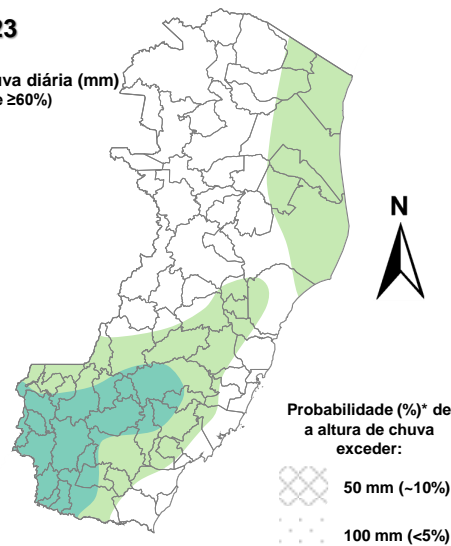 23
uva diária (mm)
e ≥60%)
N
Probabilidade (%)* de
a altura de chuva
exceder:
50 mm (~10%)
100 mm (<5%)